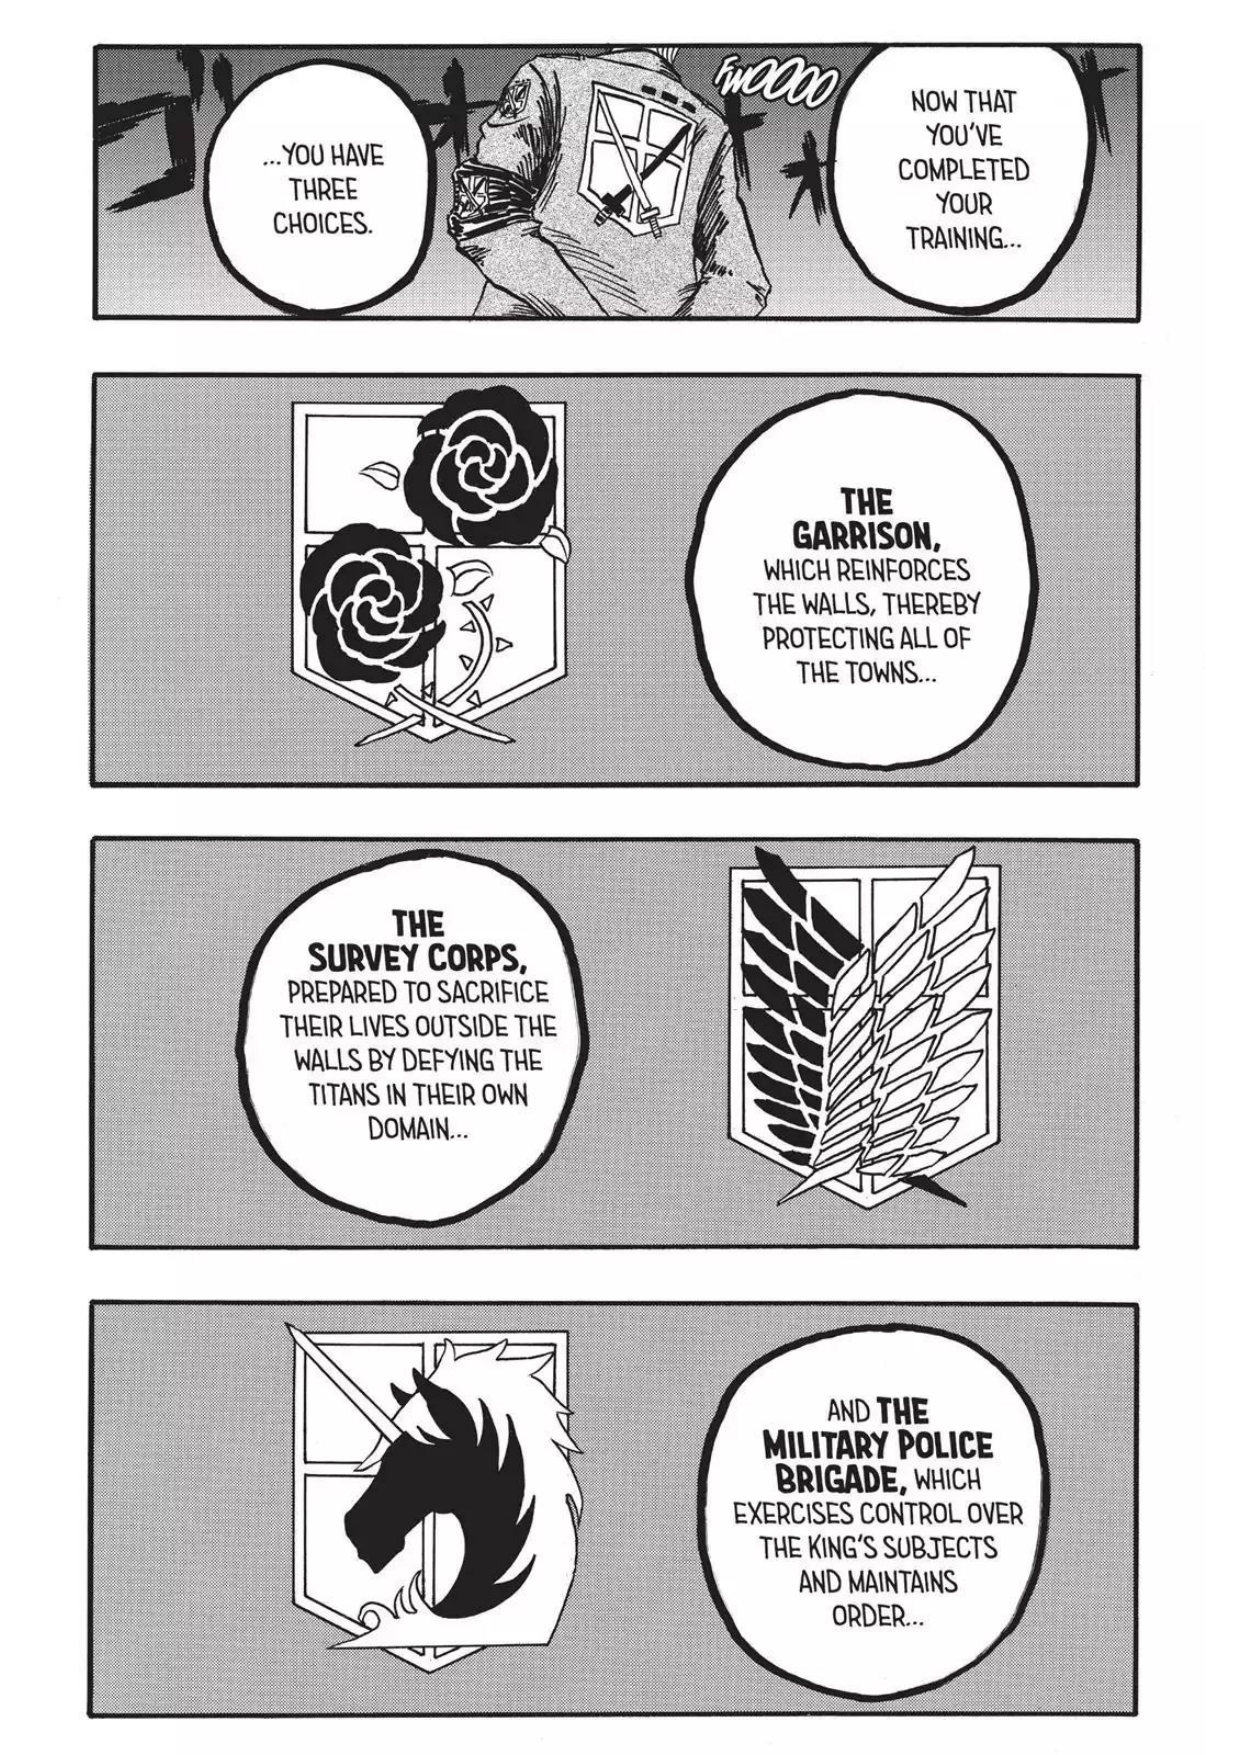 NOW THAT
YOU'VE
COMPLETED
YOUR
TRAINING...
FWOOOO
...YOU HAVE
THREE
CHOICES.
THE
GARRISON,
WHICH REINFORCES
THE WALLS, THEREBY
PROTECTING ALL OF
THE TOWNS...
THE
SURVEY CORPS,
PREPARED TO SACRIFICE
THEIR LIVES OUTSIDE THE
WALLS BY DEFYING THE
TITANS IN THEIR OWN
DOMAIN...
AND THE
MILITARY POLICE
BRIGADE, WHICH
EXERCISES CONTROL OVER
THE KING'S SUBJECTS
AND MAINTAINS
ORDER...